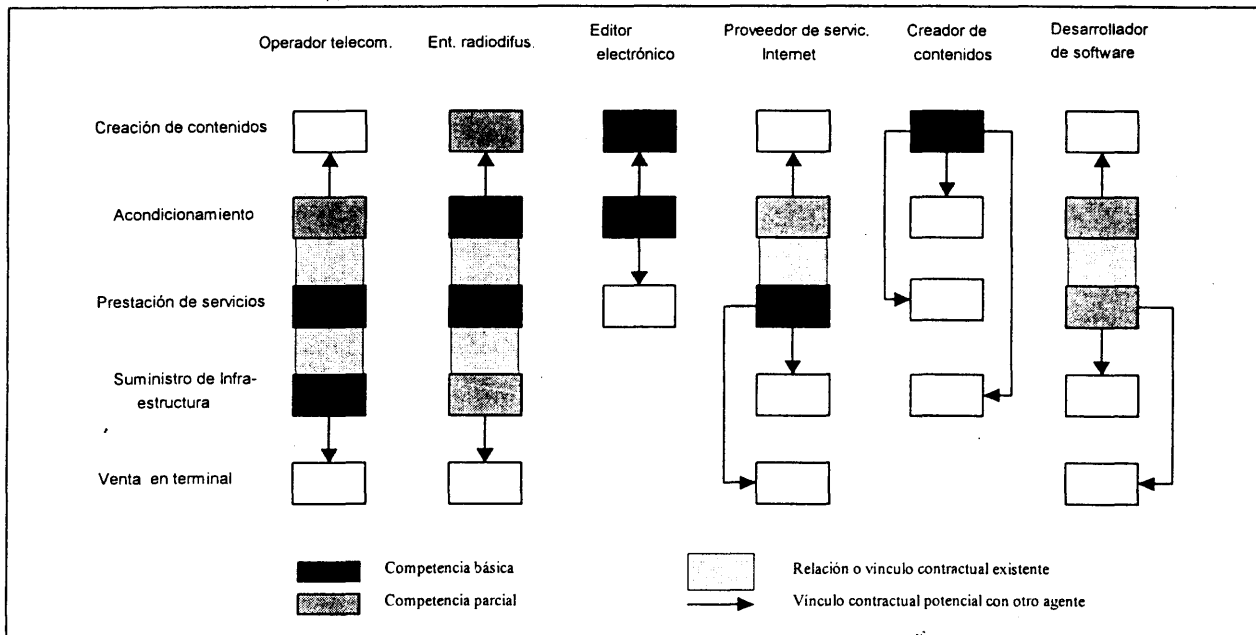 Operador telecom.
Ent. radiodifus.
Editor
electrónico
Proveedor de servic.
Internet
Creador de
contenidos
Desarrollador
de software
Creación de contenidos
Acondicionamiento
Prestación de servicios
Suministro de Infra-
estructura
Venta en terminal
Competencia básica
Competencia parcial
Relación o vinculo contractual existente
Vinculo contractual potencial con otro agente